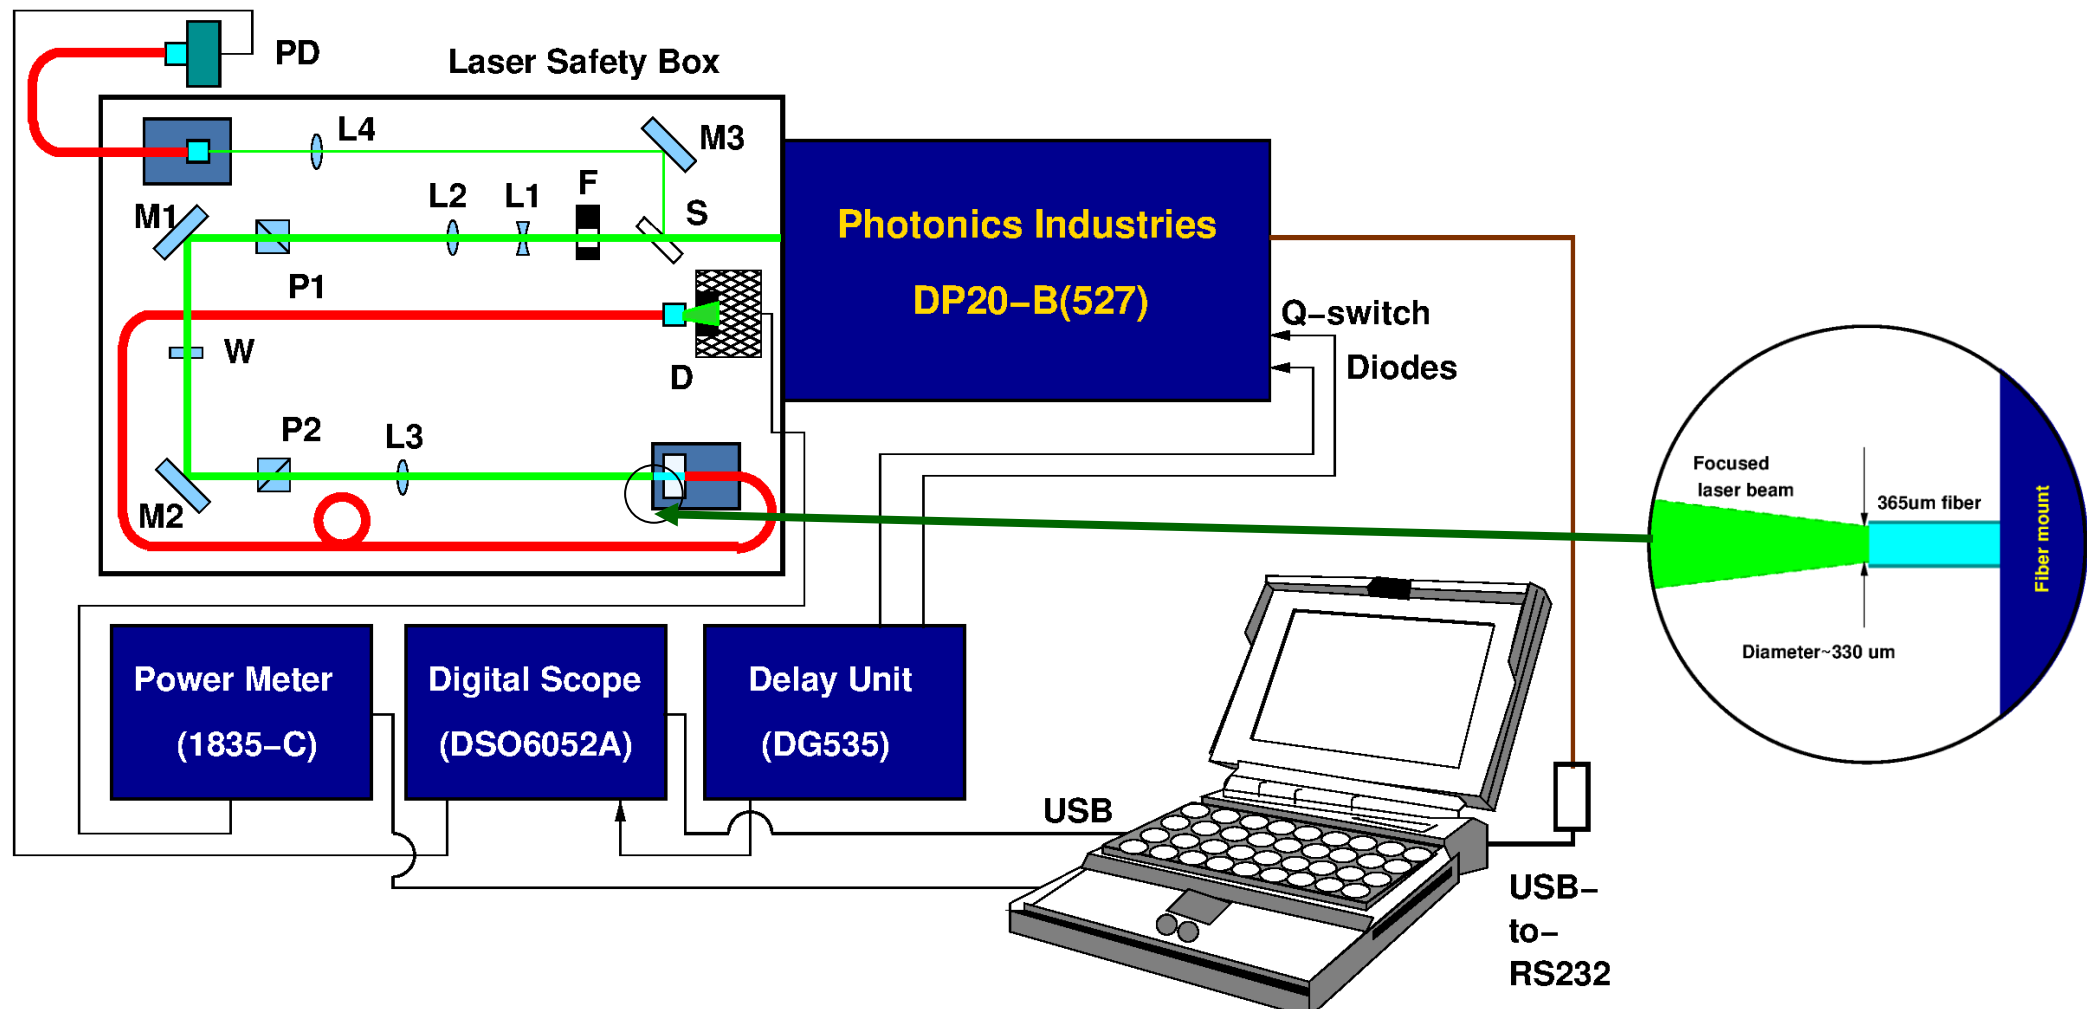 PD
Laser Safety Box
L4
M3
F
L2
L1
S
M1
P1
W
D
P2
L3
M2
Photonics Industries
DP20−B(527)
Q−switch
Diodes
Focused
laser beam
365um fiber
Fiber mount
Diameter~330 um
Power Meter
(1835−C)
Digital Scope
(DSO6052A)
Delay Unit
(DG535)
USB
USB−
to−
RS232